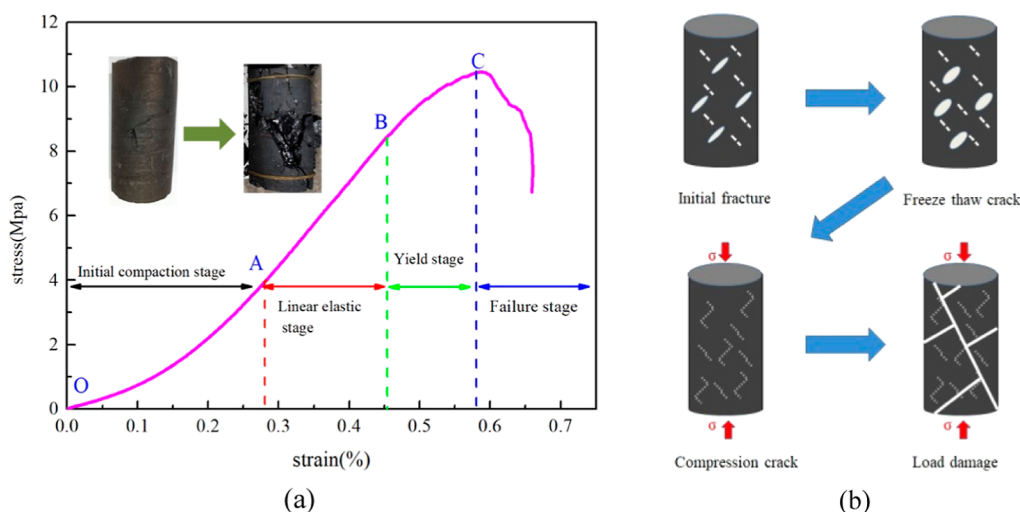 12
10
8
6
4
2
0
stress(Mpa)
O
A
B
C
Initial compaction stage
Linear elastic
stage
Yield stage
Failure stage
0.0 0.1 0.2 0.3 0.4 0.5 0.6 0.7
strain(%)
(a)
Initial fracture
Freeze thaw crack
σ
σ
σ
σ
Compression crack
Load damage
(b)